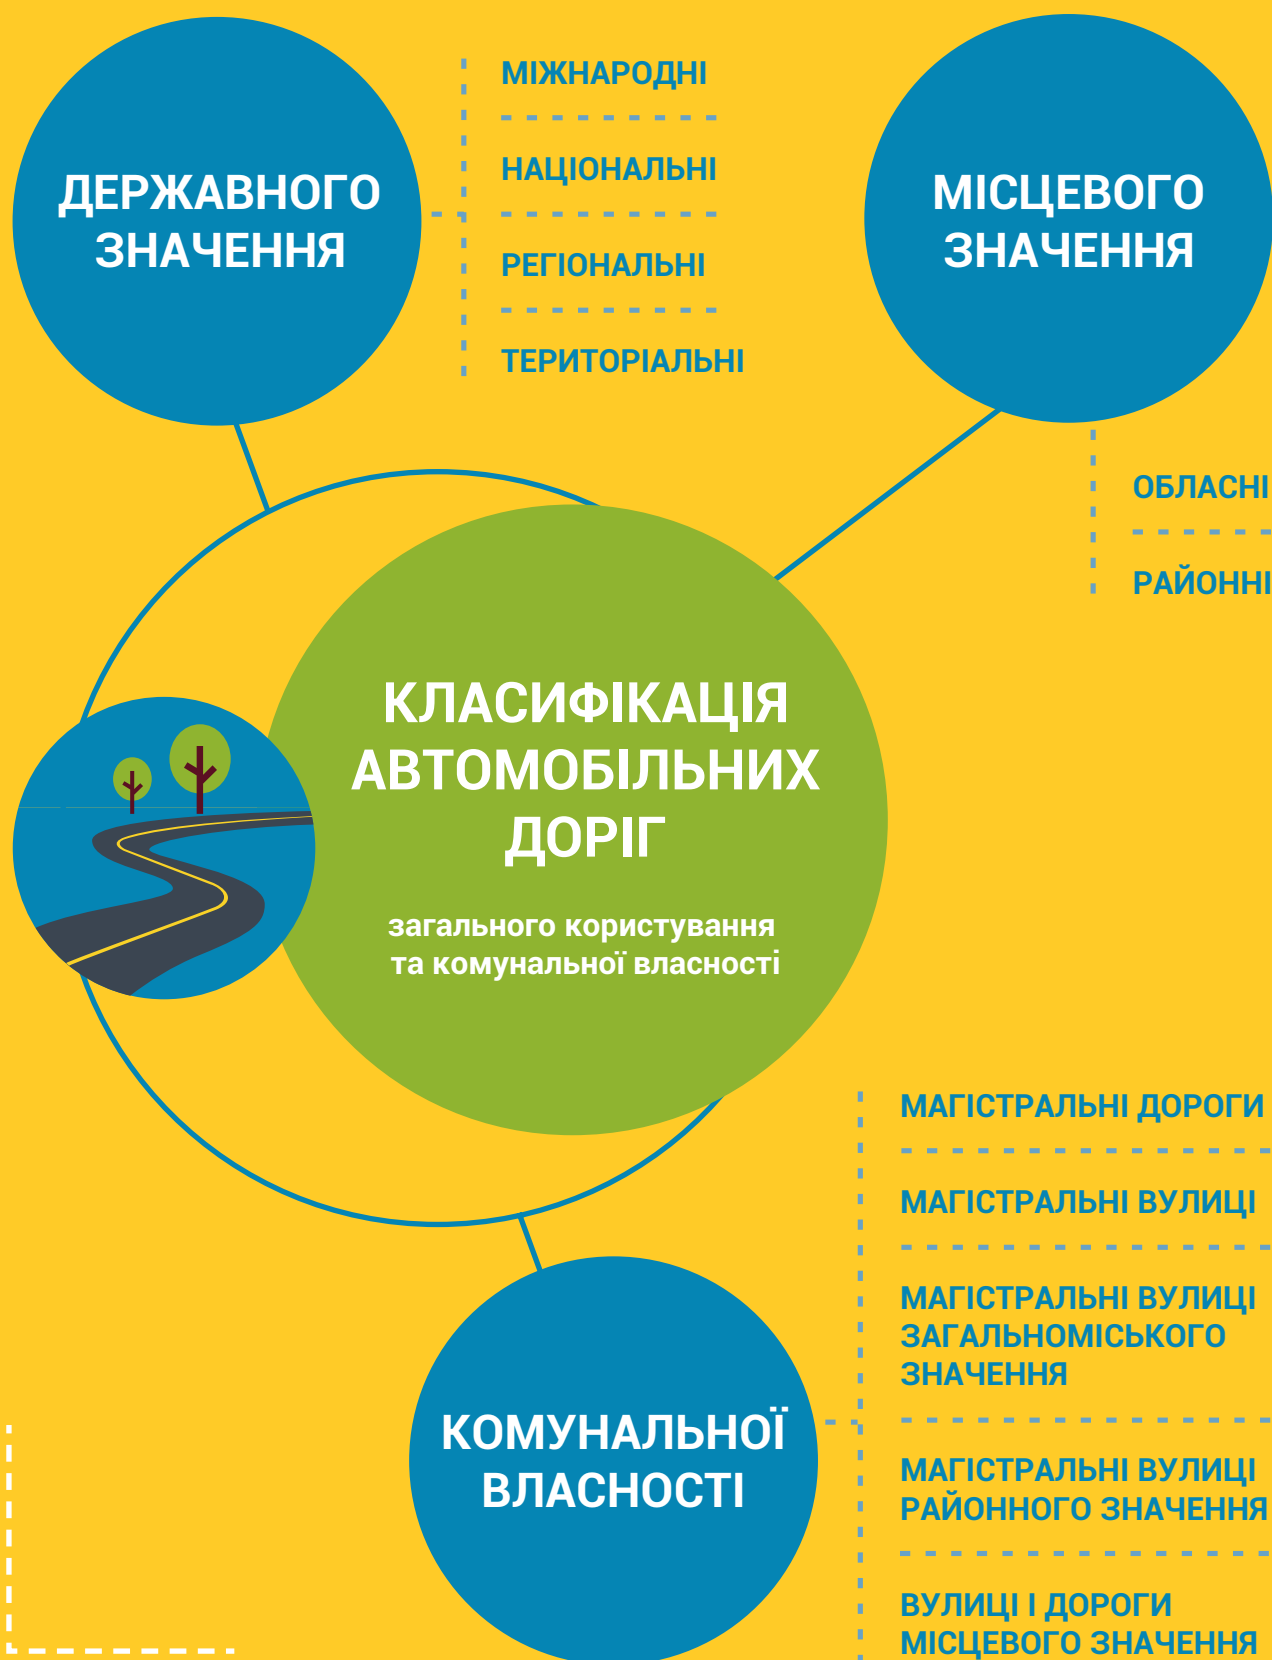 ДЕРЖАВНОГО
ЗНАЧЕННЯ
МІЖНАРОДНІ
НАЦІОНАЛЬНІ
РЕГІОНАЛЬНІ
ТЕРИТОРІАЛЬНІ
МІСЦЕВОГО
ЗНАЧЕННЯ
ОБЛАСНІ
РАЙОННІ
КЛАСИФІКАЦІЯ
АВТОМОБІЛЬНИХ
ДОРІГ
загального користування
та комунальної власності
КОМУНАЛЬНОЇ
ВЛАСНОСТІ
МАГІСТРАЛЬНІ ДОРОГИ
МАГІСТРАЛЬНІ ВУЛИЦІ
МАГІСТРАЛЬНІ ВУЛИЦІ
ЗАГАЛЬНОМІСЬКОГО
ЗНАЧЕННЯ
МАГІСТРАЛЬНІ ВУЛИЦІ
РАЙОННОГО ЗНАЧЕННЯ
ВУЛИЦІ І ДОРОГИ
МІСЦЕВОГО ЗНАЧЕННЯ